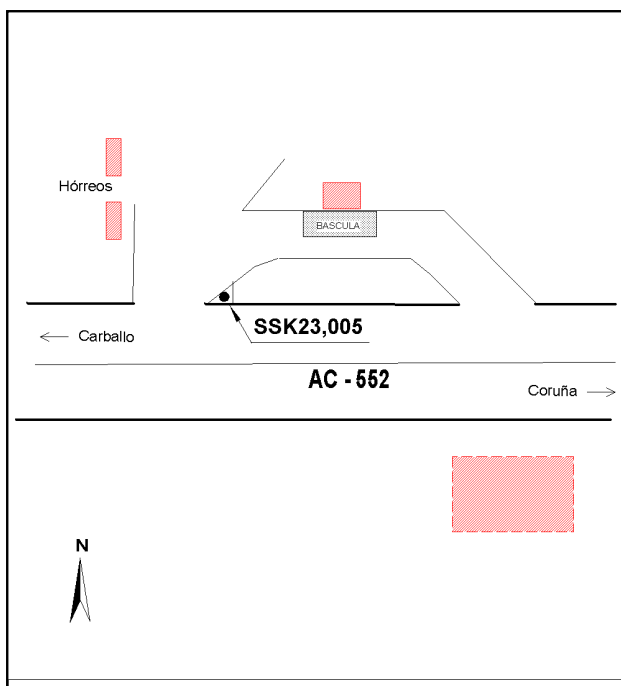 Hórreos
BASCULA
SSK23,005
Carballo
AC - 552
Coruña
N